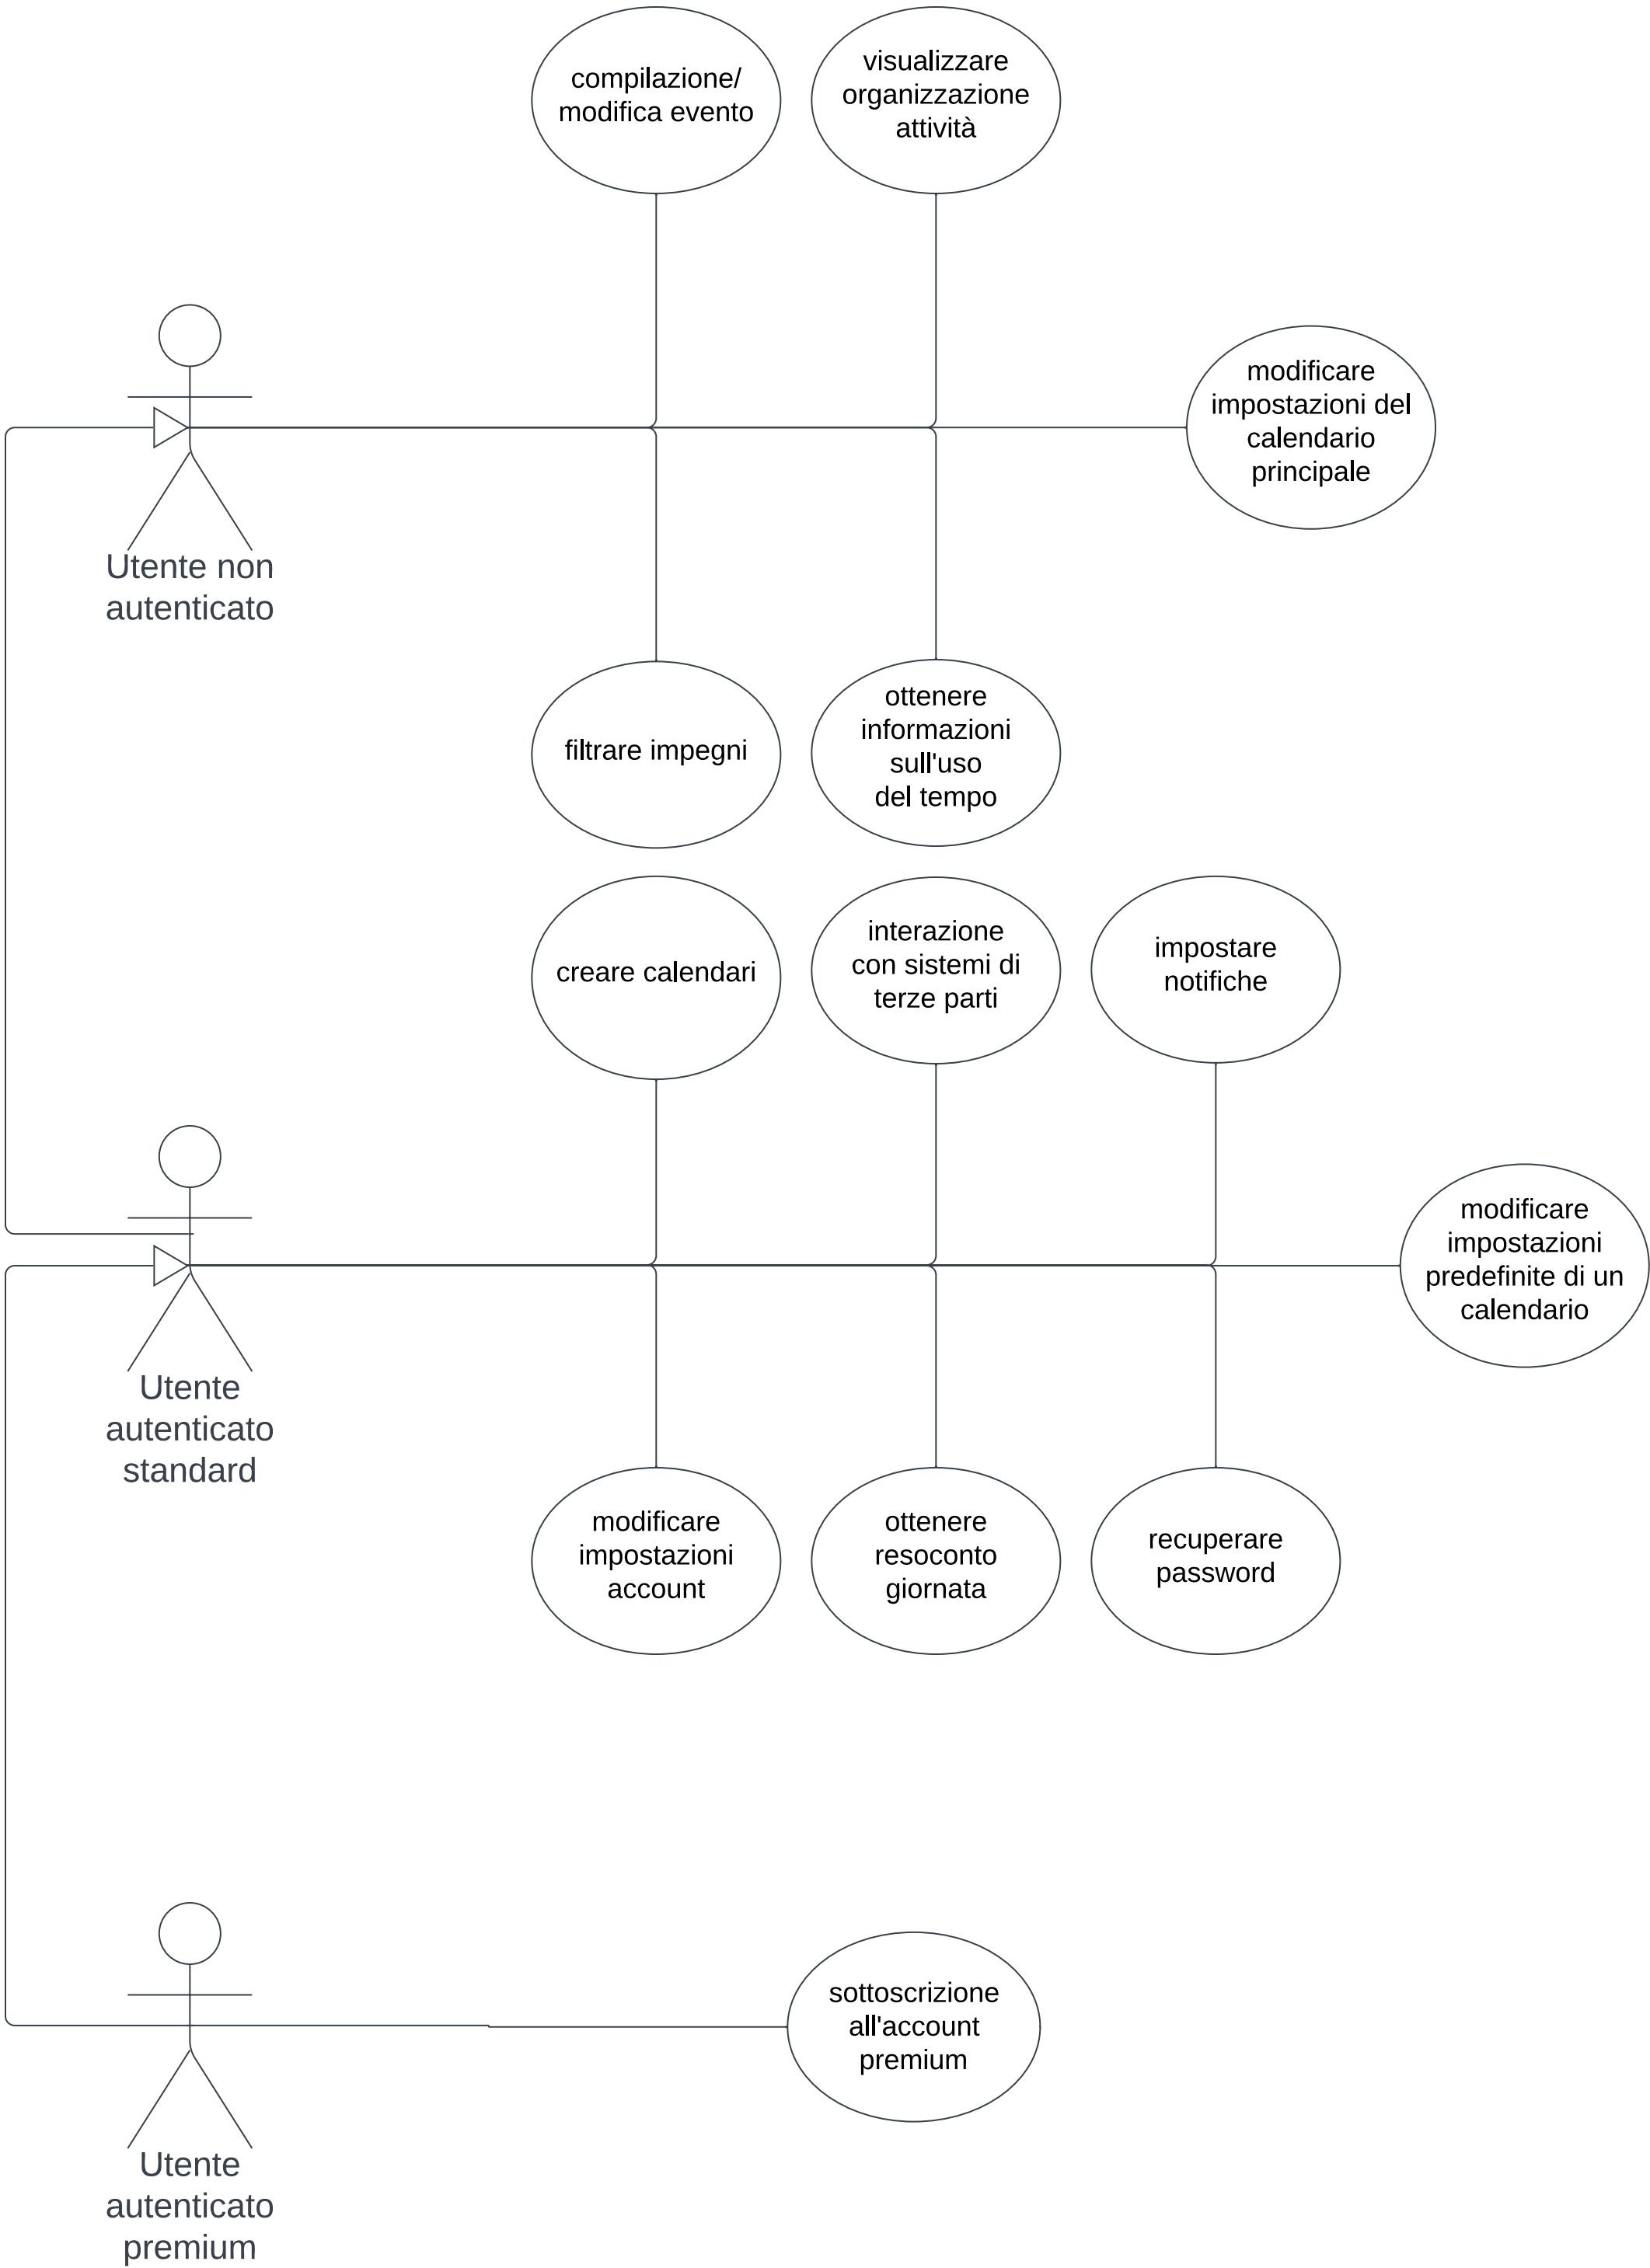 compilazione/
modifica evento
visualizzare
organizzazione
attività
modificare
impostazioni del
calendario
principale
Utente non
autenticato
filtrare impegni
ottenere
informazioni
sull'uso
del tempo
creare calendari
interazione
con sistemi di
terze parti
impostare
notifiche
modificare
impostazioni
predefinite di un
calendario
Utente
autenticato
standard
modificare
impostazioni
account
ottenere
resoconto
giornata
recuperare
password
sottoscrizione
all'account
premium
Utente
autenticato
premium